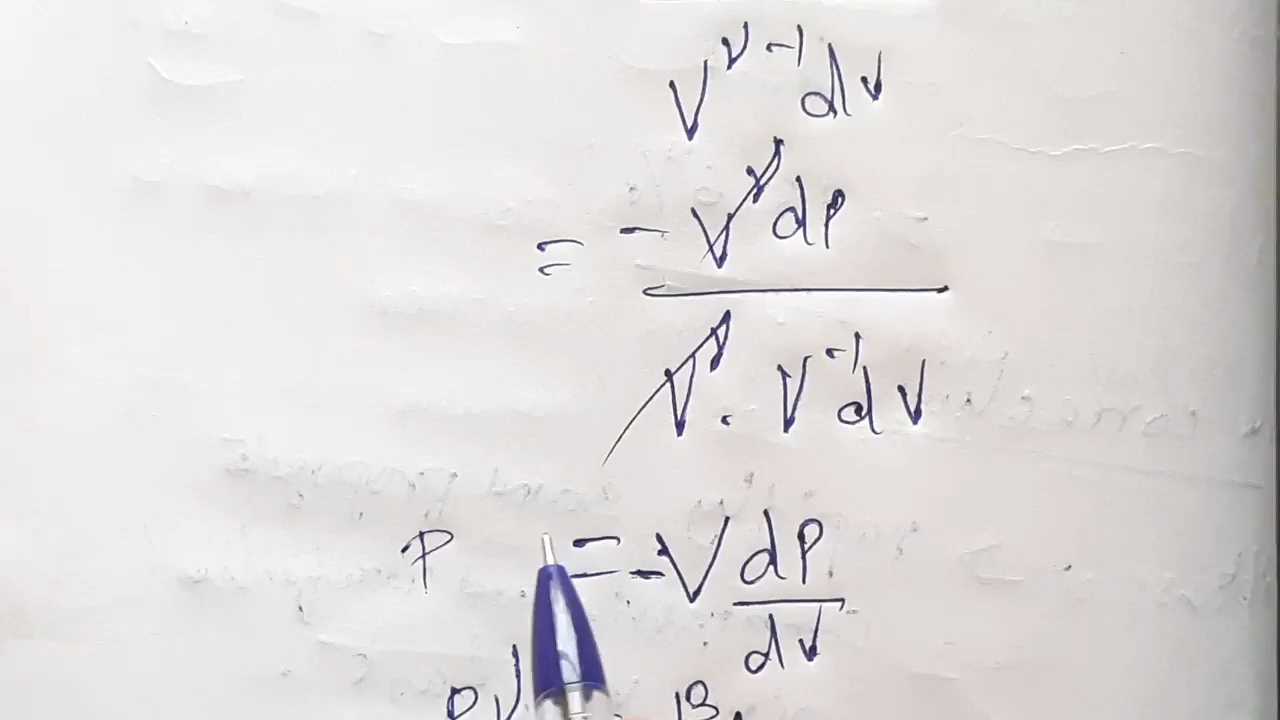 V^{γ-1} dV
= - V^γ dP
V^γ . V^{-1} dV
P = -V dP
dV